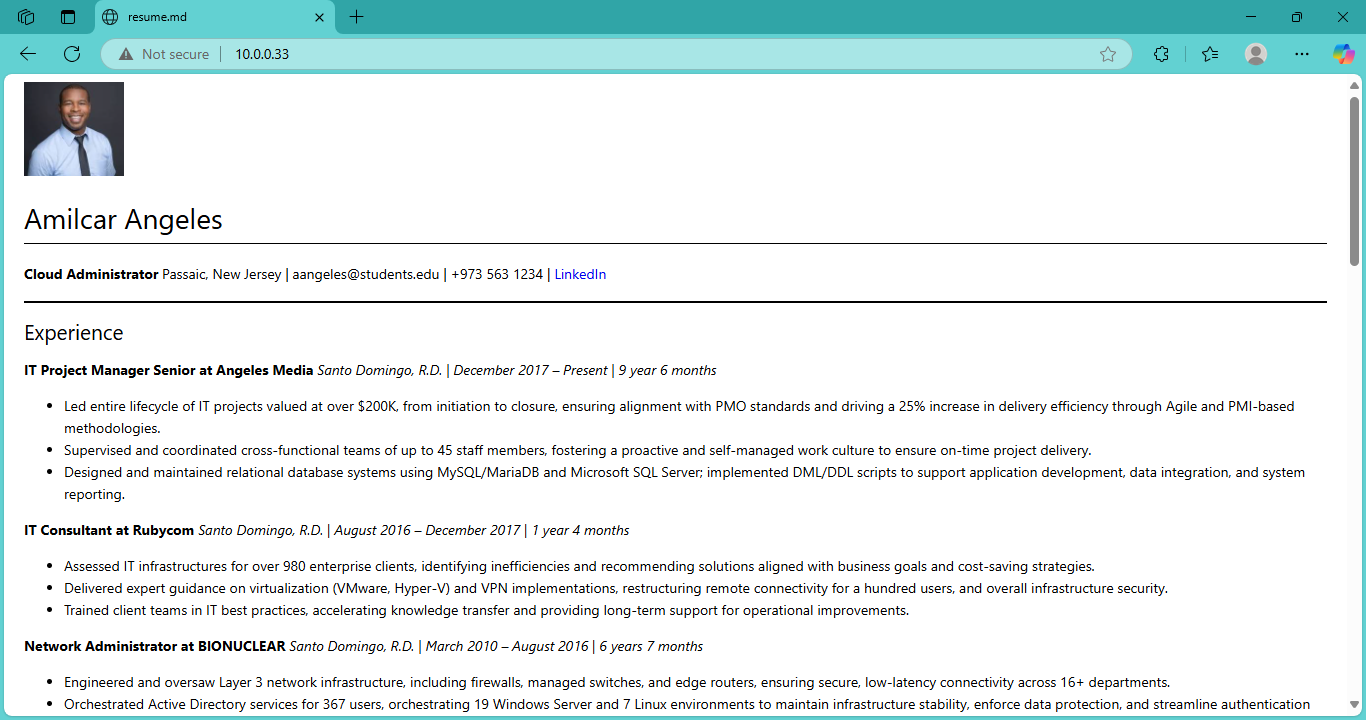 resume.md
Not secure
10.0.0.33
Amilcar Angeles
Cloud Administrator Passaic, New Jersey | aangeles@students.edu | +973 563 1234 | LinkedIn
Experience
IT Project Manager Senior at Angeles Media Santo Domingo, R.D. | December 2017 – Present | 9 year 6 months
• Led entire lifecycle of IT projects valued at over $200K, from initiation to closure, ensuring alignment with PMO standards and driving a 25% increase in delivery efficiency through Agile and PMI-based
methodologies.
• Supervised and coordinated cross-functional teams of up to 45 staff members, fostering a proactive and self-managed work culture to ensure on-time project delivery.
• Designed and maintained relational database systems using MySQL/MariaDB and Microsoft SQL Server; implemented DML/DDL scripts to support application development, data integration, and system
reporting.
IT Consultant at Rubycom Santo Domingo, R.D. | August 2016 – December 2017 | 1 year 4 months
• Assessed IT infrastructures for over 980 enterprise clients, identifying inefficiencies and recommending solutions aligned with business goals and cost-saving strategies.
• Delivered expert guidance on virtualization (VMware, Hyper-V) and VPN implementations, restructuring remote connectivity for a hundred users, and overall infrastructure security.
• Trained client teams in IT best practices, accelerating knowledge transfer and providing long-term support for operational improvements.
Network Administrator at BIONUCLEAR Santo Domingo, R.D. | March 2010 – August 2016 | 6 years 7 months
• Engineered and oversaw Layer 3 network infrastructure, including firewalls, managed switches, and edge routers, ensuring secure, low-latency connectivity across 16+ departments.
• Orchestrated Active Directory services for 367 users, orchestrating 19 Windows Server and 7 Linux environments to maintain infrastructure stability, enforce data protection, and streamline authentication